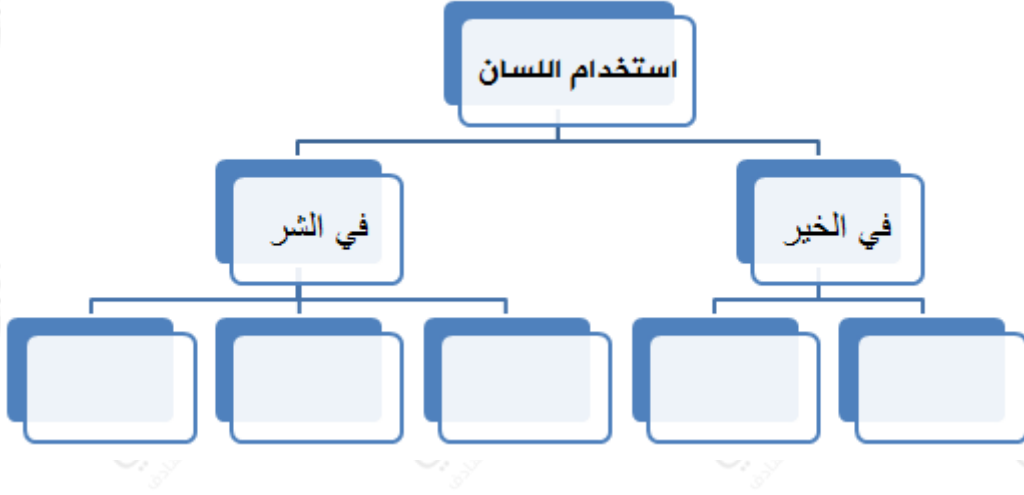 استخدام اللسان
في الخير
في الشر